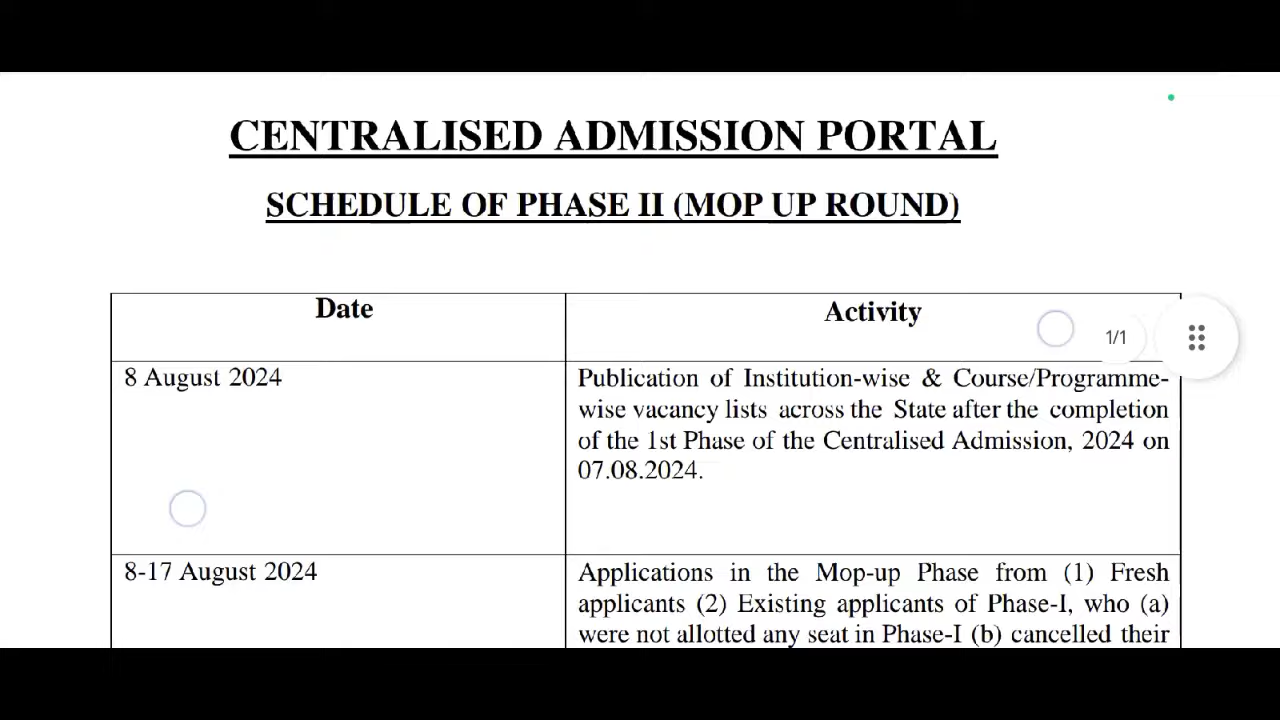 CENTRALISED ADMISSION PORTAL
SCHEDULE OF PHASE II (MOP UP ROUND)
Date
Activity
1/1
8 August 2024
Publication of Institution-wise & Course/Programme-
wise vacancy lists across the State after the completion
of the 1st Phase of the Centralised Admission, 2024 on
07.08.2024.
8-17 August 2024
Applications in the Mop-up Phase from (1) Fresh
applicants (2) Existing applicants of Phase-I, who (a)
were not allotted any seat in Phase-I (b) cancelled their